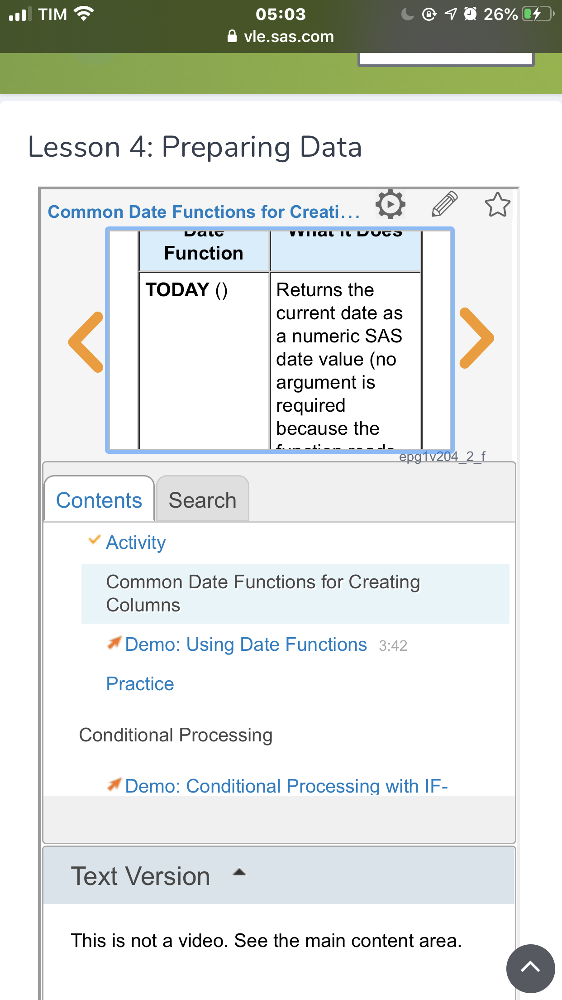 TIM 05:03 26%
vle.sas.com
Lesson 4: Preparing Data
Common Date Functions for Creati...
Date What it Does
Function
TODAY () Returns the
current date as
a numeric SAS
date value (no
argument is
required
because the
function reads
epg1v204_2_f
Contents Search
Activity
Common Date Functions for Creating
Columns
Demo: Using Date Functions 3:42
Practice
Conditional Processing
Demo: Conditional Processing with IF-
Text Version
This is not a video. See the main content area.